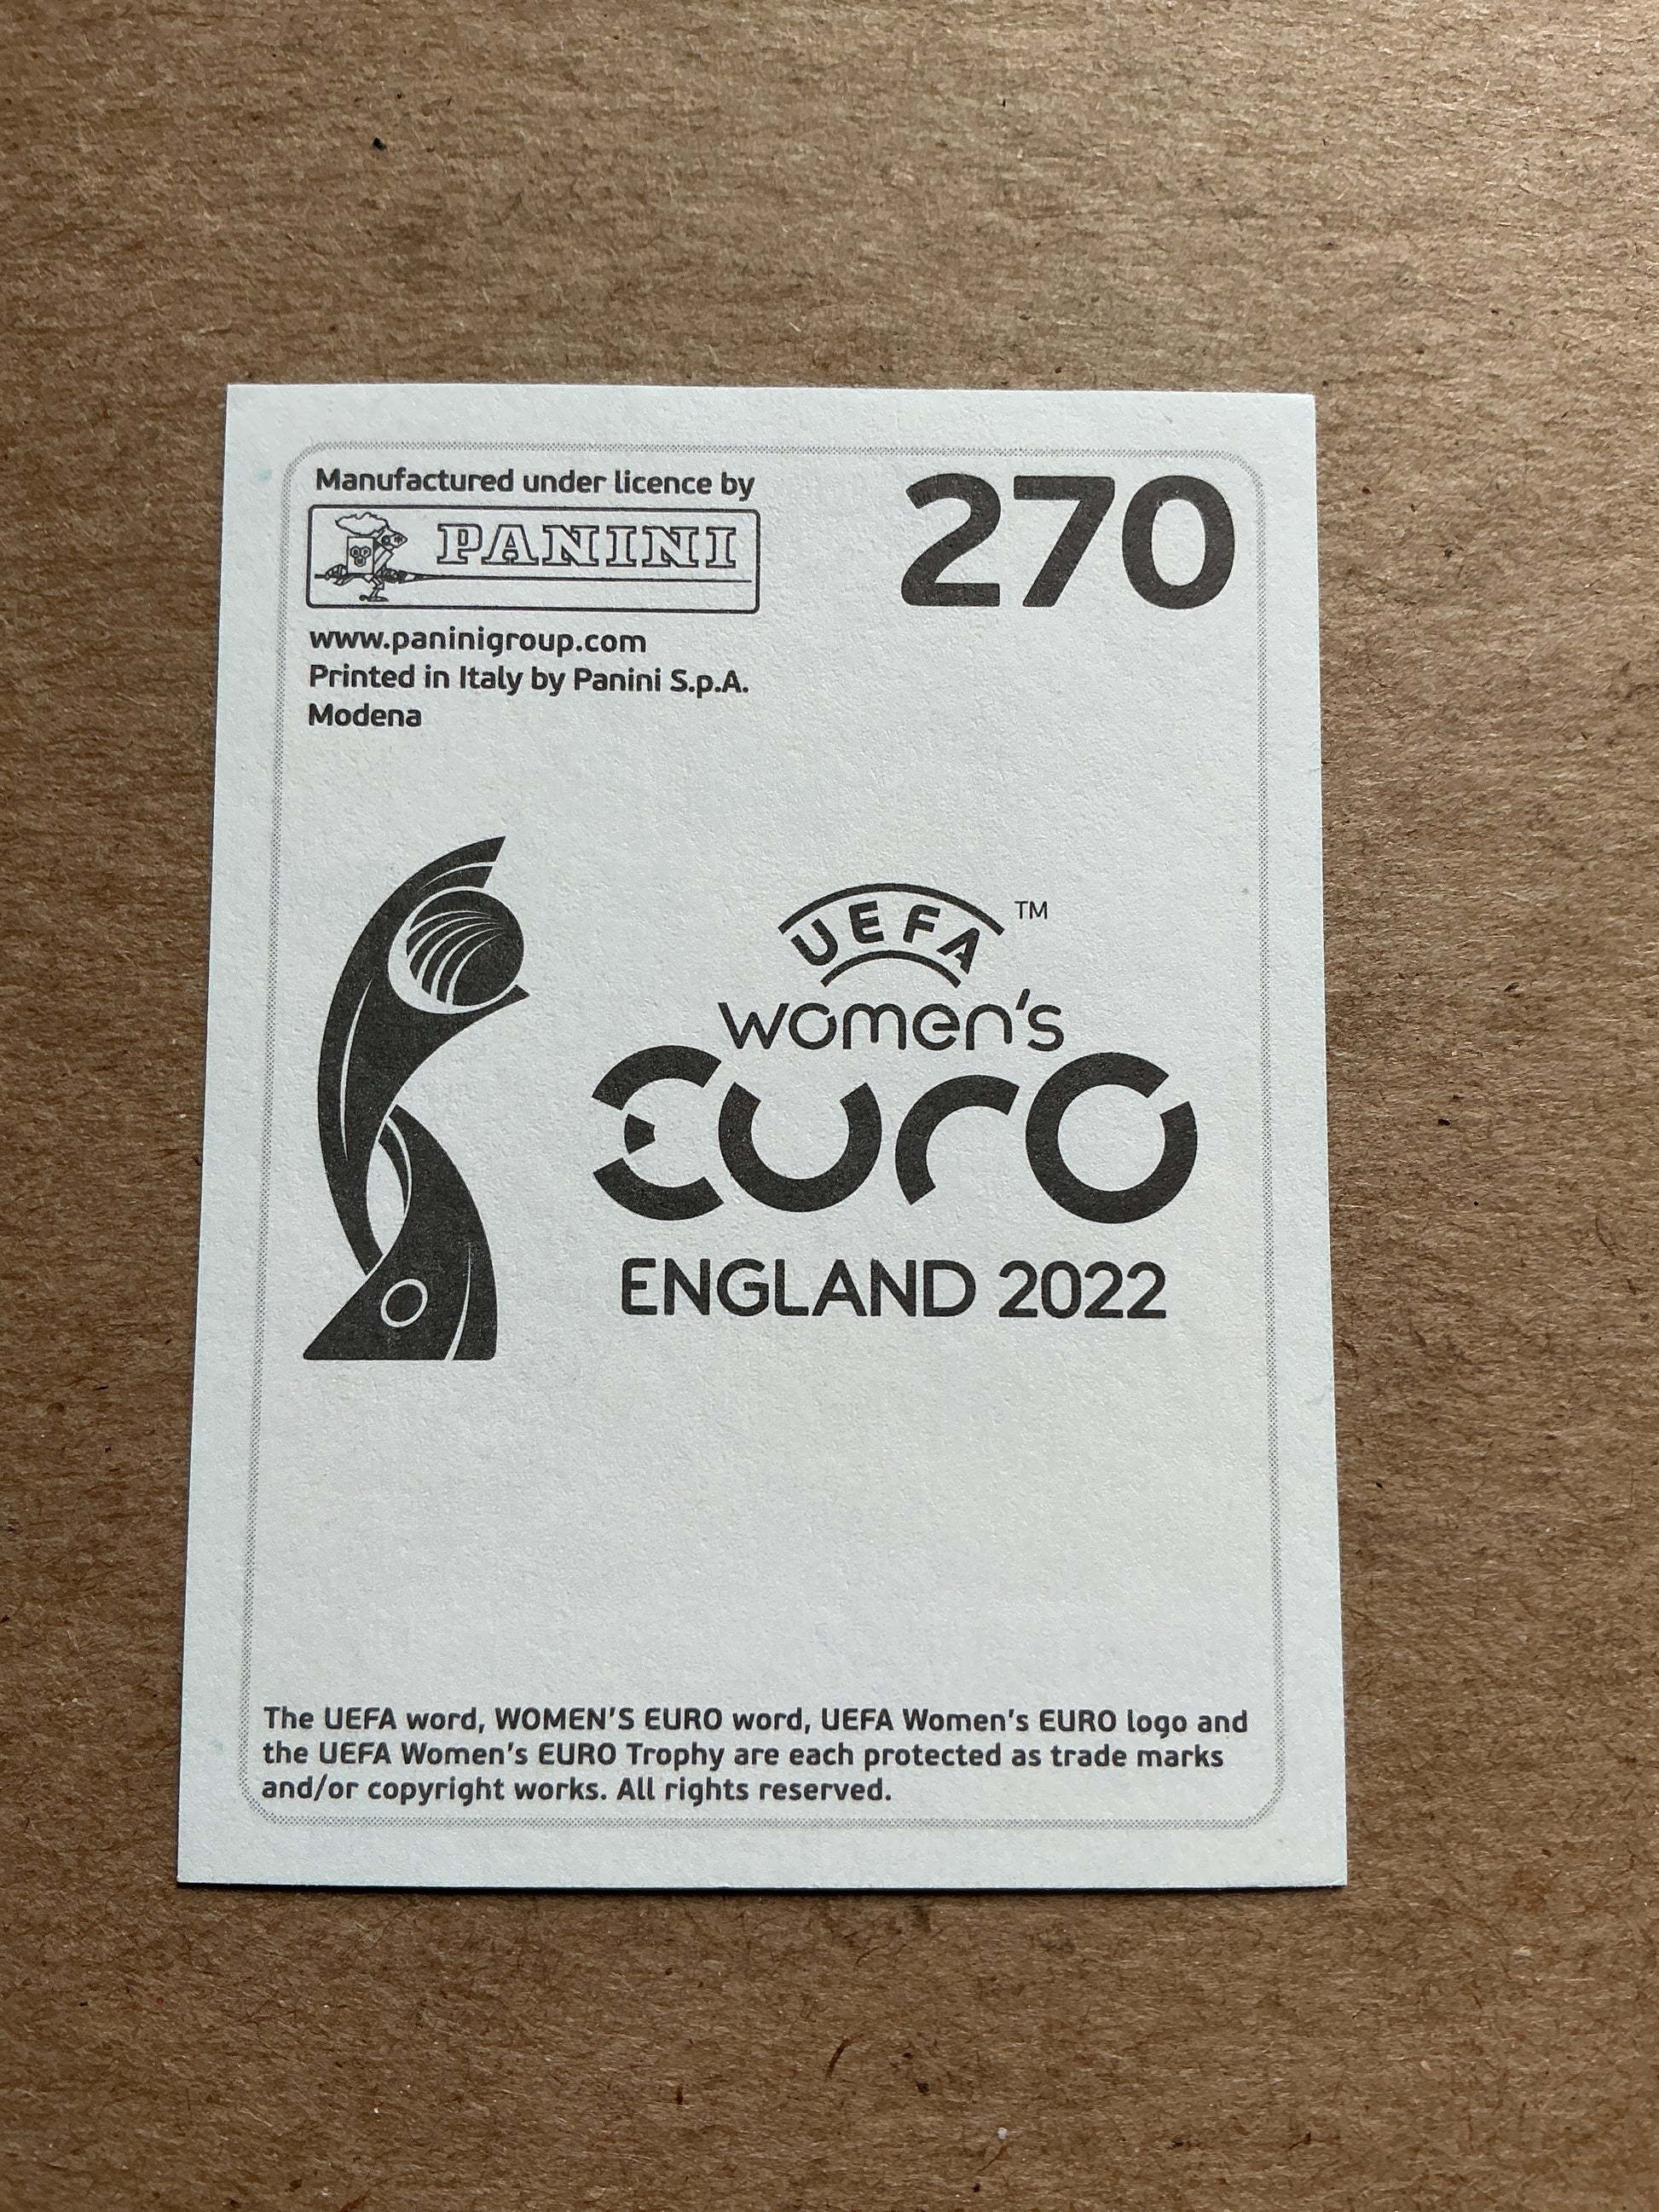 Manufactured under licence by
PANINI
270
www.paninigroup.com
Printed in Italy by Panini S.p.A.
Modena
UEFA ™
women's
EURO
ENGLAND 2022
The UEFA word, WOMEN'S EURO word, UEFA Women's EURO logo and
the UEFA Women's EURO Trophy are each protected as trade marks
and/or copyright works. All rights reserved.